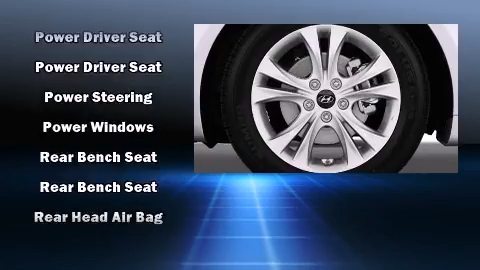 Power Driver Seat
Power Driver Seat
Power Steering
Power Windows
Rear Bench Seat
Rear Bench Seat
Rear Head Air Bag